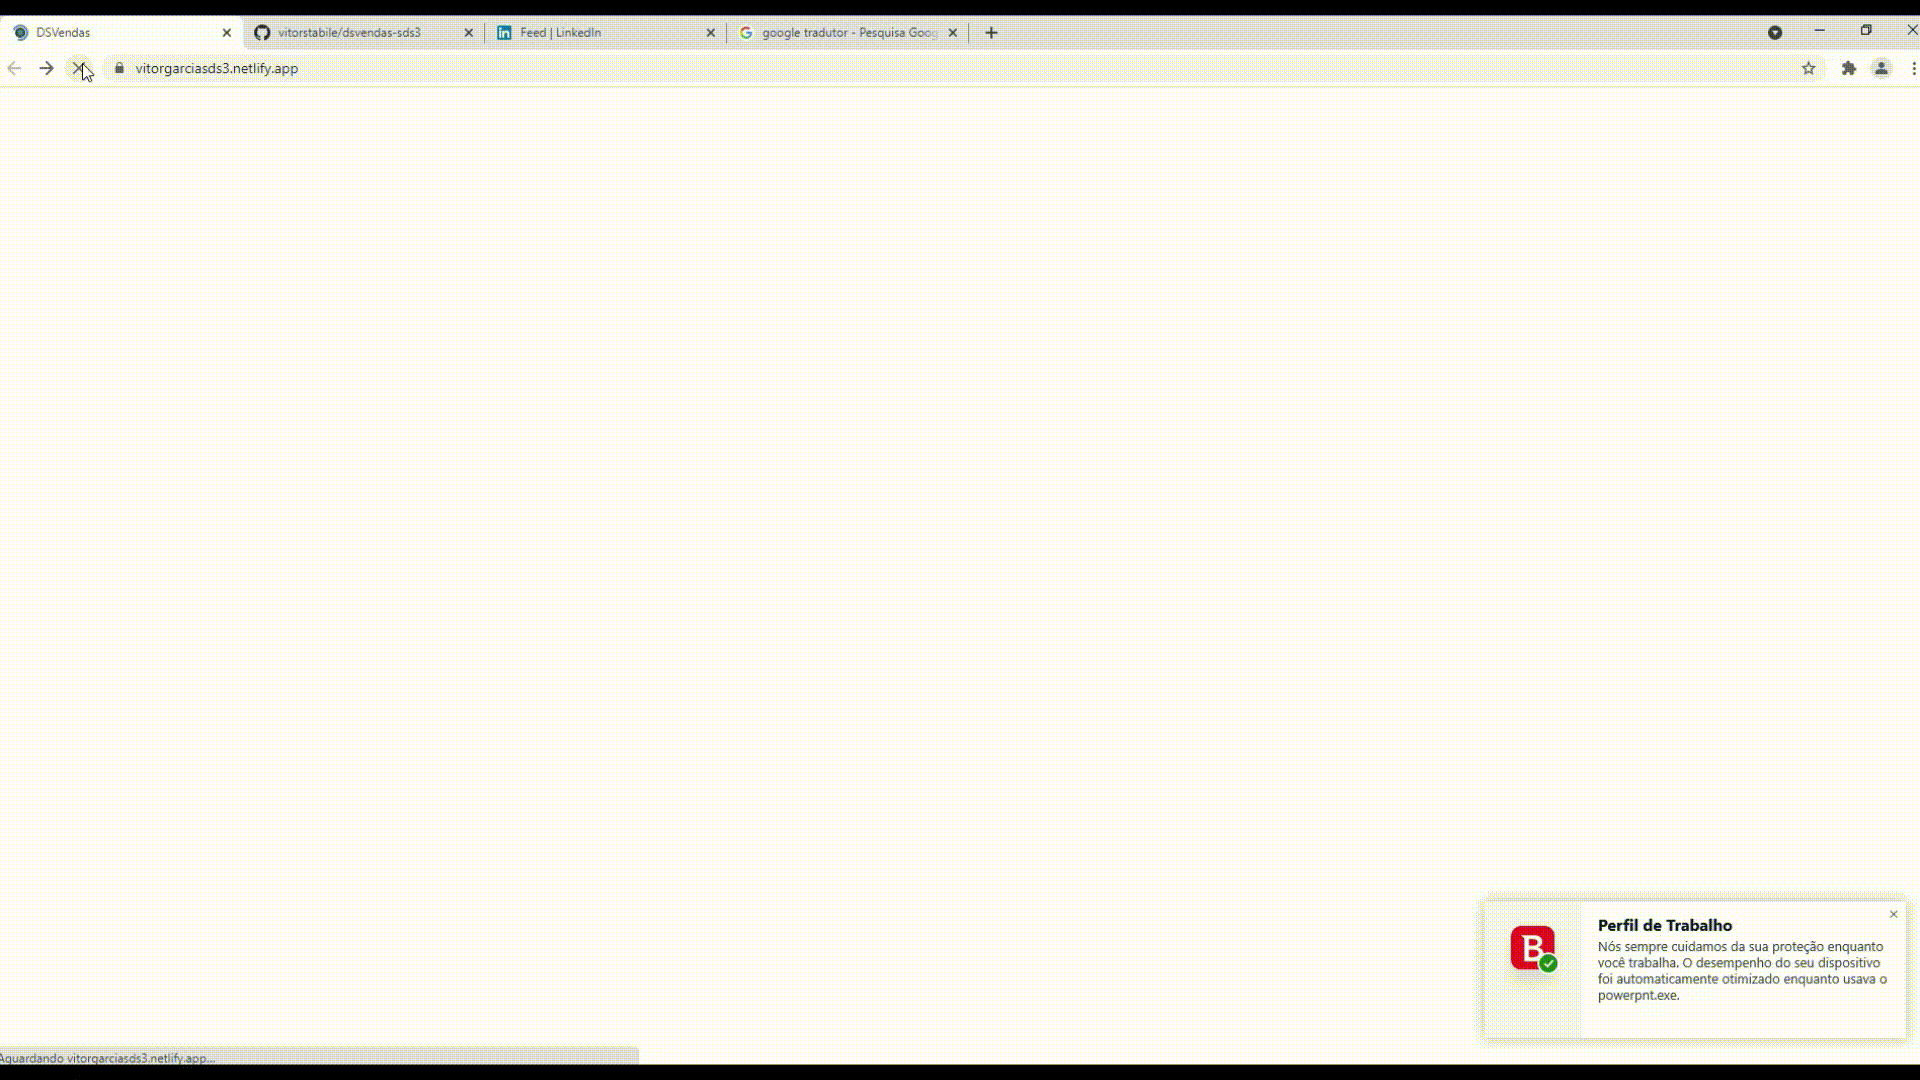 DSVendas
vitorstabile/dsvendas-sds3
Feed | LinkedIn
google tradutor - Pesquisa Goog
vitorgarciasds3.netlify.app
Perfil de Trabalho
Nós sempre cuidamos da sua proteção enquanto
você trabalha. O desempenho do seu dispositivo
foi automaticamente otimizado enquanto usava o
powerpnt.exe.
B
Aguardando vitorgarciasds3.netlify.app...